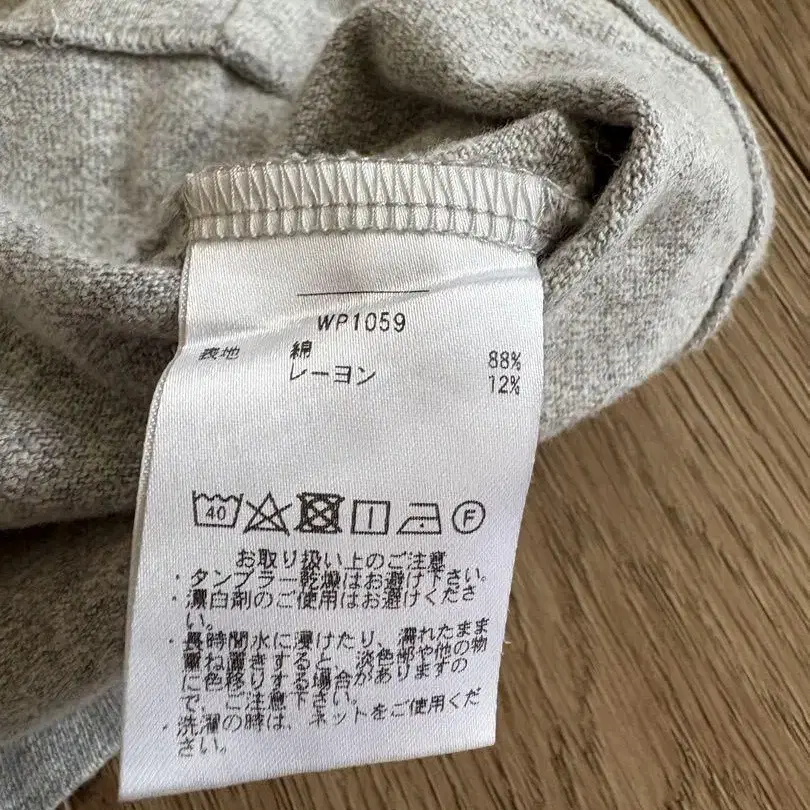 WP1059
表地 綿 88%
レーヨン 12%
40 F
お取り扱い上のご注意
・タンブラー乾燥はお避け下さい。
・漂白剤のご使用はお避けくださ
い。
・長時間水に浸けたり、濡れたまま
重ね置きすると、淡色部や他の物
に色移りする場合がありますの
で、ご注意下さい。
・洗濯の時は、ネットをご使用くだ
さい。